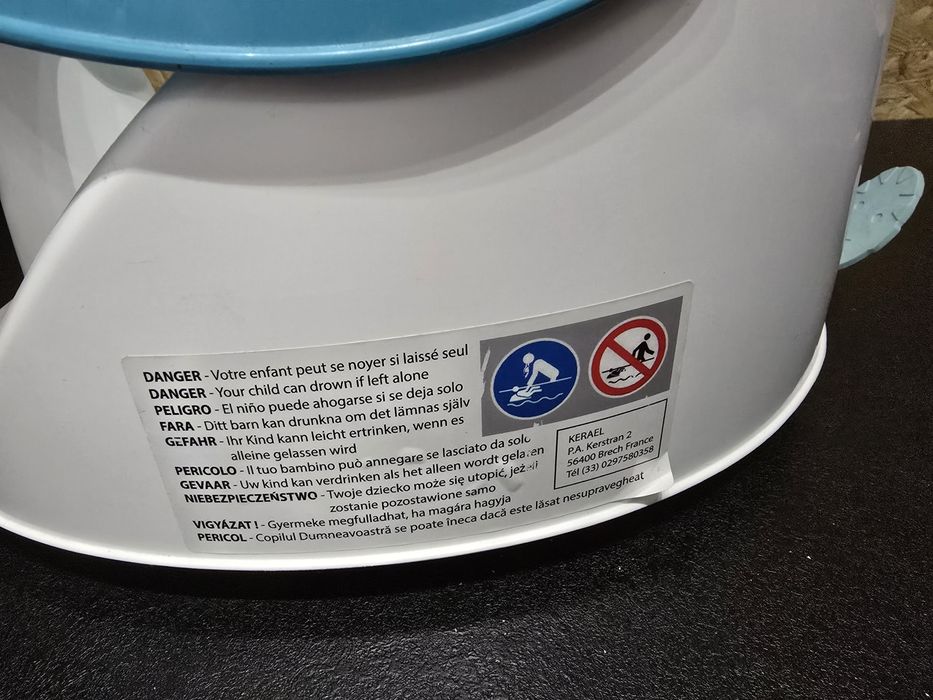 DANGER - Votre enfant peut se noyer si laissé seul
DANGER - Your child can drown if left alone
PELIGRO - El niño puede ahogarse si se deja solo
FARA - Ditt barn kan drunkna om det lämnas själv
GEFAHR - Ihr Kind kann leicht ertrinken, wenn es
alleine gelassen wird
PERICOLO - Il tuo bambino può annegare se lasciato da solo
GEVAAR - Uw kind kan verdrinken als het alleen wordt gelaten
NIEBEZPIECZEŃSTWO - Twoje dziecko może się utopić, jeżeli
zostanie pozostawione samo
VIGYÁZAT ! - Gyermeke megfulladhat, ha magára hagyja
PERICOL - Copilul Dumneavoastră se poate îneca dacă este lăsat nesupravegheat
KERAEL
P.A. Kerstran 2
56400 Brech France
Tél (33) 0297580358